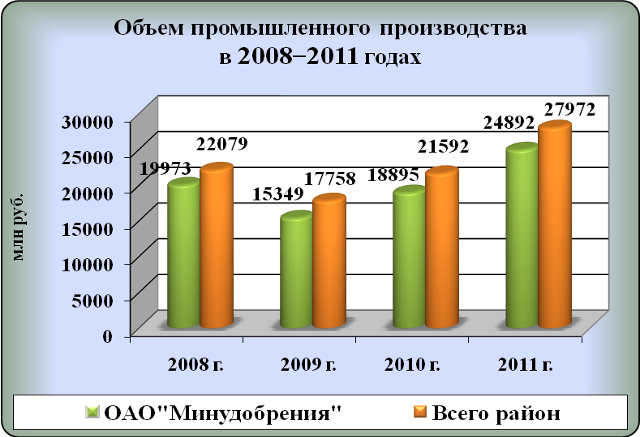 Объем промышленного производства
в 2008–2011 годах
млн руб.
30000
25000
20000
15000
10000
5000
0
19973
22079
15349
17758
18895
21592
24892
27972
2008 г.
2009 г.
2010 г.
2011 г.
ОАО"Минудобрения"
Всего район